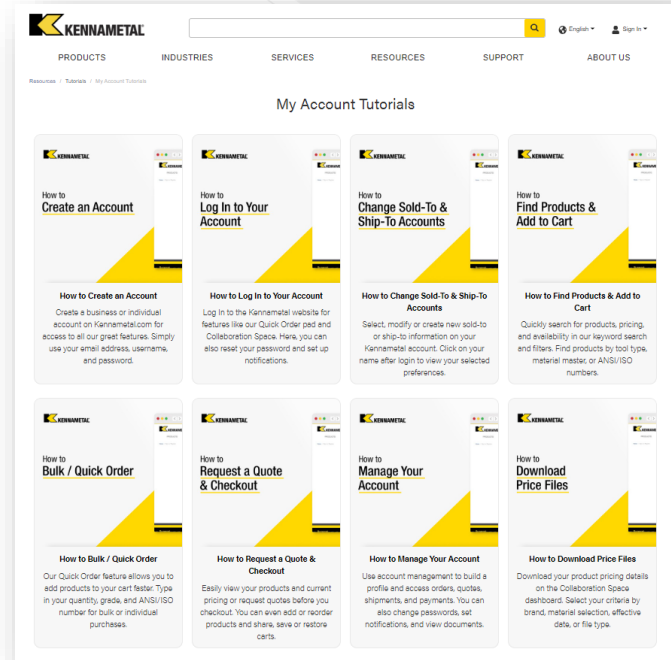 KENNAMETAL
English
Sign In
PRODUCTS INDUSTRIES SERVICES RESOURCES SUPPORT ABOUT US
Resources / Tutorials / My Account Tutorials
My Account Tutorials
KENNAMETAL
How to
Create an Account
How to Create an Account
Create a business or individual
account on Kennametal.com for
access to all our great features. Simply
use your email address, username,
and password.
KENNAMETAL
How to
Log In to Your
Account
How to Log In to Your Account
Log In to the Kennametal website for
features like our Quick Order pad and
Collaboration Space. Here, you can
also reset your password and set up
notifications.
KENNAMETAL
How to
Change Sold-To &
Ship-To Accounts
How to Change Sold-To & Ship-To
Accounts
Select, modify or create new sold-to
or ship-to information on your
Kennametal account. Click on your
name after login to view your selected
preferences.
KENNAMETAL
How to
Find Products &
Add to Cart
How to Find Products & Add to
Cart
Quickly search for products, pricing,
and availability in our keyword search
and filters. Find products by tool type,
material master, or ANSI/ISO
numbers.
KENNAMETAL
How to
Bulk / Quick Order
How to Bulk / Quick Order
Our Quick Order feature allows you to
add products to your cart faster. Type
in your quantity, grade, and ANSI/ISO
number for bulk or individual
purchases.
KENNAMETAL
How to
Request a Quote
& Checkout
How to Request a Quote &
Checkout
Easily view your products and current
pricing or request quotes before you
checkout. You can even add or reorder
products and share, save or restore
carts.
KENNAMETAL
How to
Manage Your
Account
How to Manage Your Account
Use account management to build a
profile and access orders, quotes,
shipments, and payments. You can
also change passwords, set
notifications, and view documents.
KENNAMETAL
How to
Download
Price Files
How to Download Price Files
Download your product pricing details
on the Collaboration Space
dashboard. Select your criteria by
brand, material selection, effective
date, or file type.